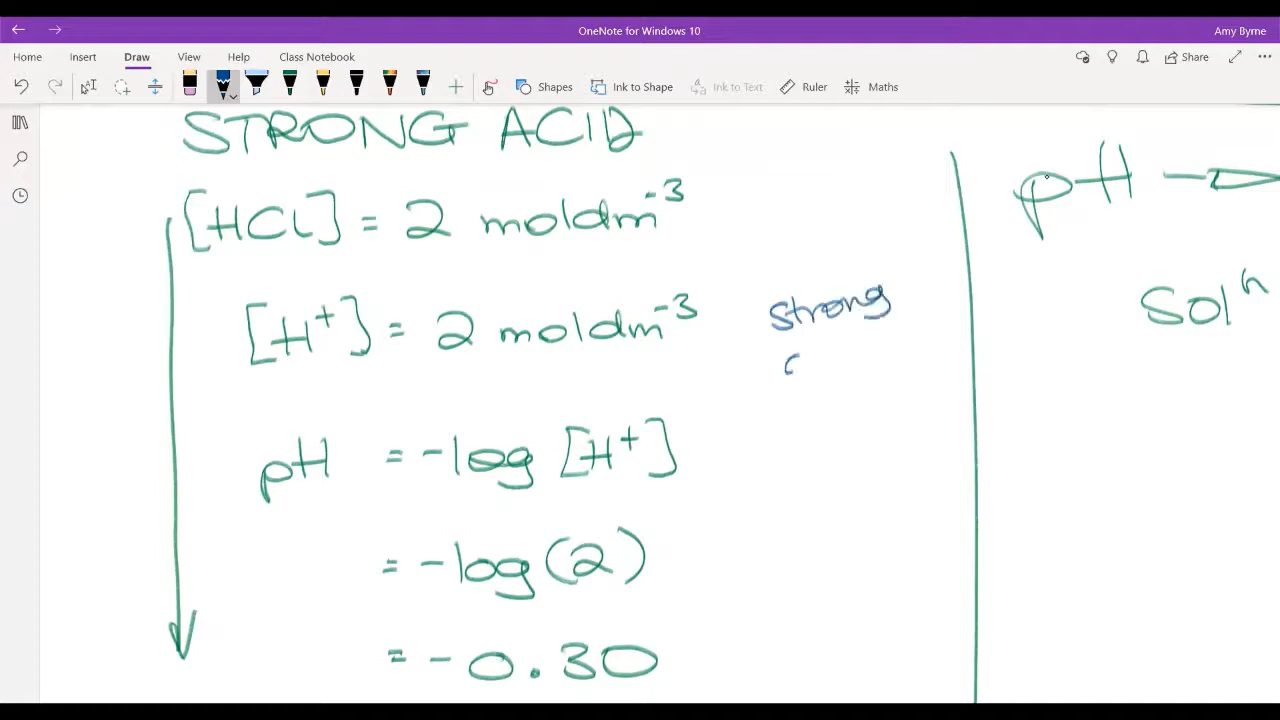 OneNote for Windows 10
Amy Byrne
Home Insert Draw View Help Class Notebook
Share
Shapes Ink to Shape Ink to Text Ruler Maths
STRONG ACID
[HCl] = 2 moldm⁻³
[H⁺] = 2 moldm⁻³
strong
pH = -log [H⁺]
= -log (2)
= -0.30
pH
Solⁿ